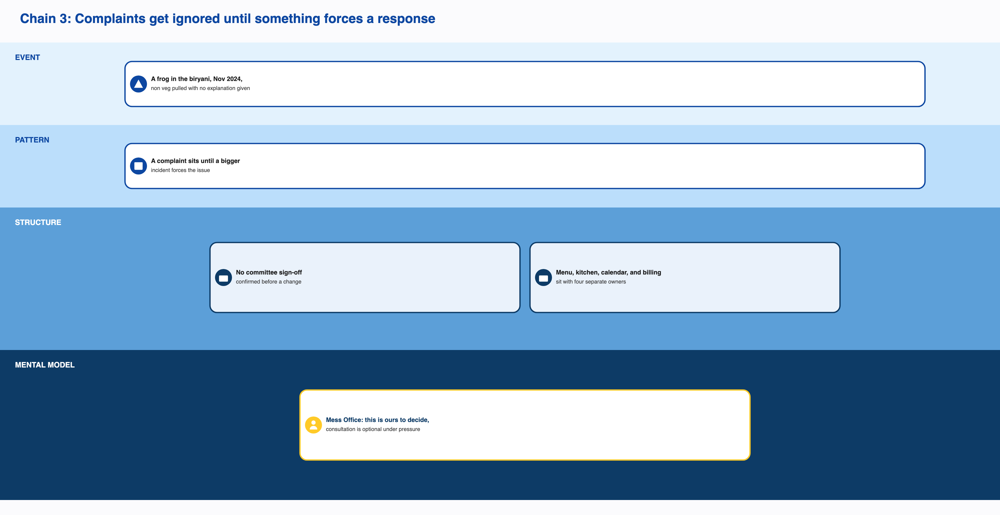 Chain 3: Complaints get ignored until something forces a response
EVENT
A frog in the biryani, Nov 2024,
non veg pulled with no explanation given
PATTERN
A complaint sits until a bigger
incident forces the issue
STRUCTURE
No committee sign-off
confirmed before a change
Menu, kitchen, calendar, and billing
sit with four separate owners
MENTAL MODEL
Mess Office: this is ours to decide,
consultation is optional under pressure